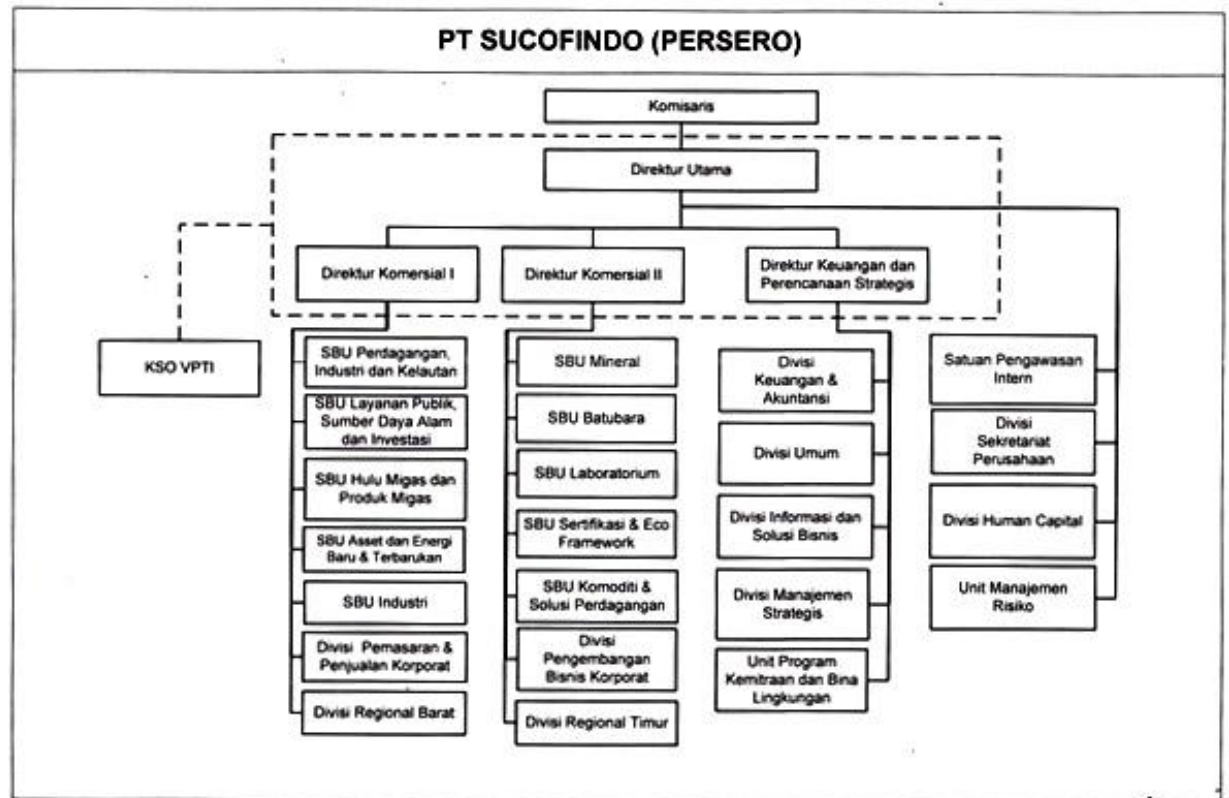 PT SUCOFINDO (PERSERO)
Komisaris
Direktur Utama
Direktur Komersial I
Direktur Komersial II
Direktur Keuangan dan
Perencanaan Strategis
KSO VPTI
SBU Perdagangan,
Industri dan Kelautan
SBU Layanan Publik,
Sumber Daya Alam
dan Investasi
SBU Hulu Migas dan
Produk Migas
SBU Asset dan Energi
Baru & Terbarukan
SBU Industri
Divisi Pemasaran &
Penjualan Korporat
Divisi Regional Barat
SBU Mineral
SBU Batubara
SBU Laboratorium
SBU Sertifikasi & Eco
Framework
SBU Komoditi &
Solusi Perdagangan
Divisi
Pengembangan
Bisnis Korporat
Divisi Regional Timur
Divisi
Keuangan &
Akuntansi
Divisi Umum
Divisi Informasi dan
Solusi Bisnis
Divisi Manajemen
Strategis
Unit Program
Kemitraan dan Bina
Lingkungan
Satuan Pengawasan
Intern
Divisi
Sekretariat
Perusahaan
Divisi Human Capital
Unit Manajemen
Risiko